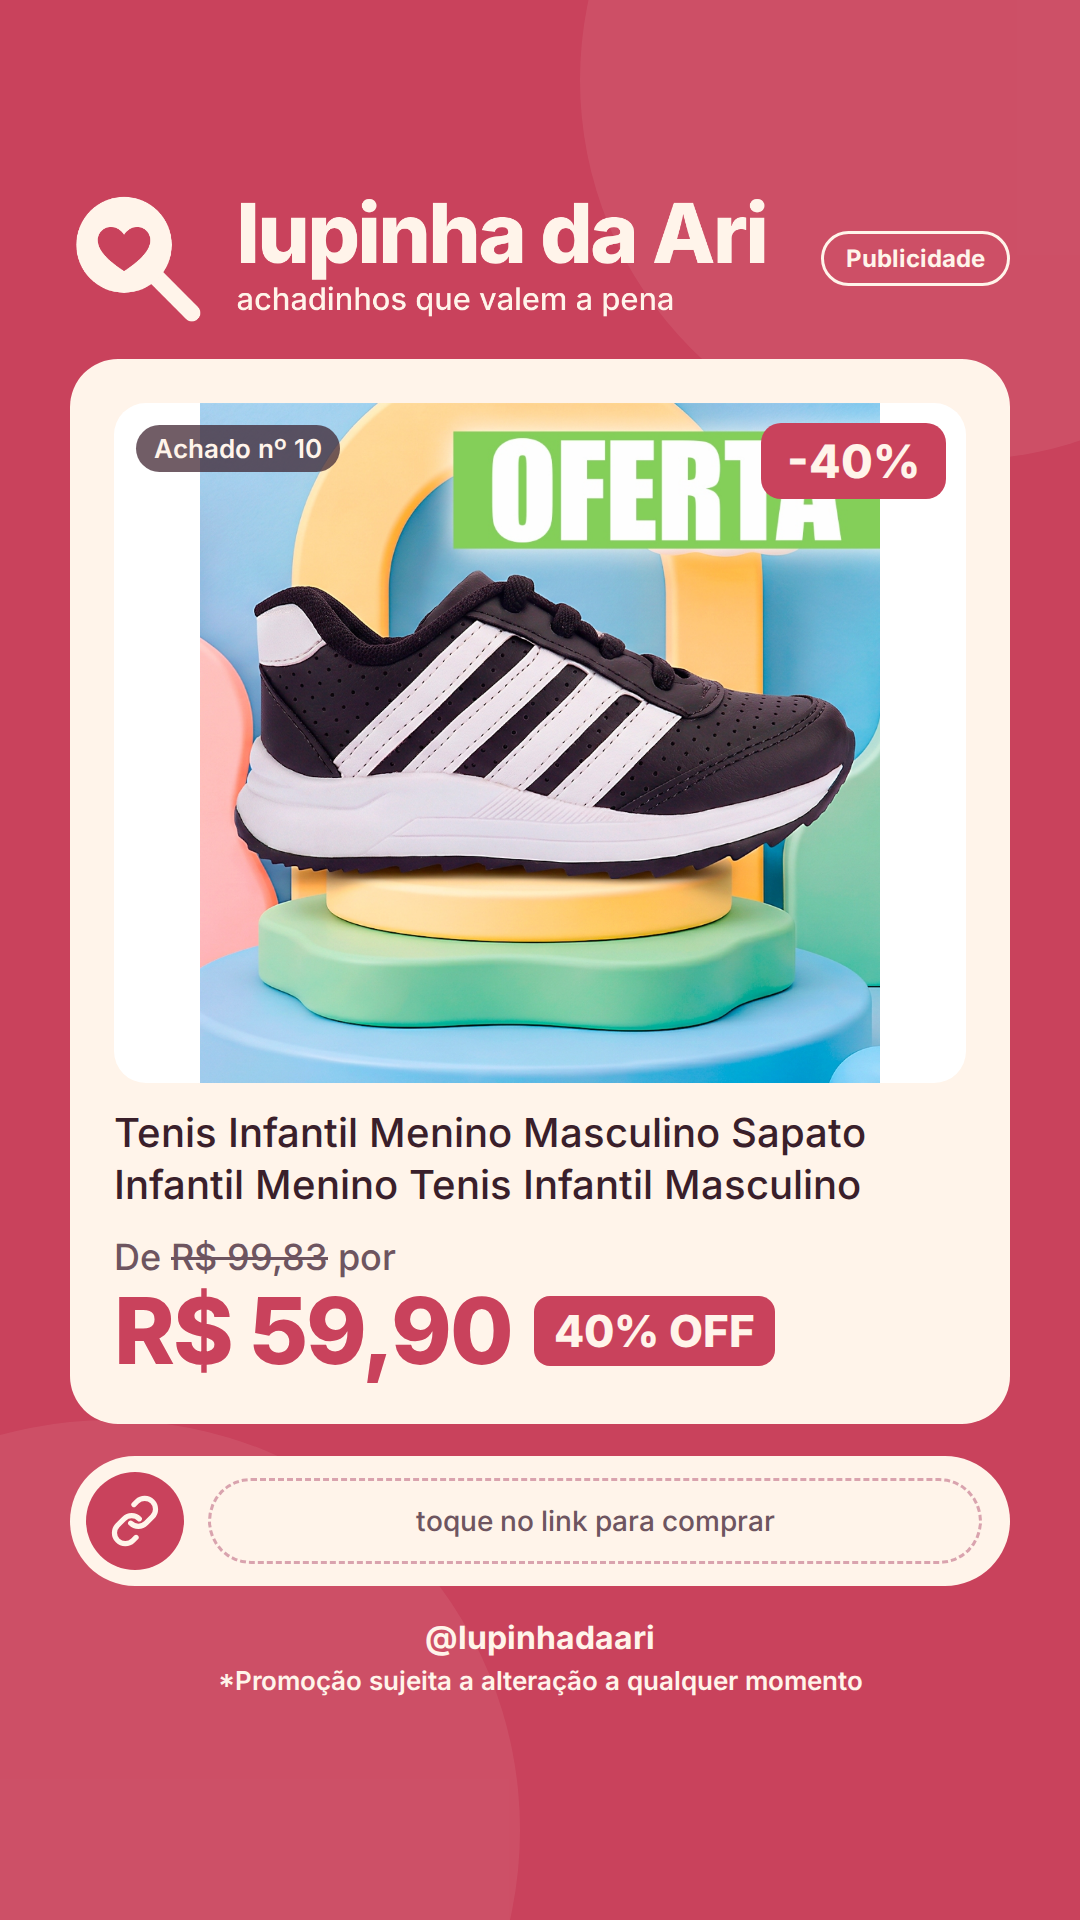 lupinha da Ari
achadinhos que valem a pena
Publicidade
Achado nº 10
OFERTA
-40%
Tenis Infantil Menino Masculino Sapato
Infantil Menino Tenis Infantil Masculino
De R$ 99,83 por
R$ 59,90
40% OFF
toque no link para comprar
@lupinhadaari
*Promoção sujeita a alteração a qualquer momento